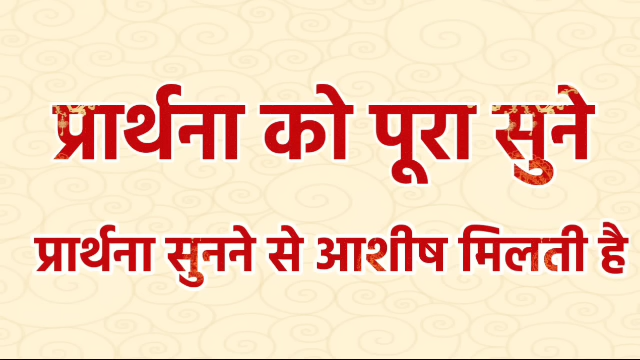 प्रार्थना को पूरा सुने
प्रार्थना सुनने से आशीष मिलती है